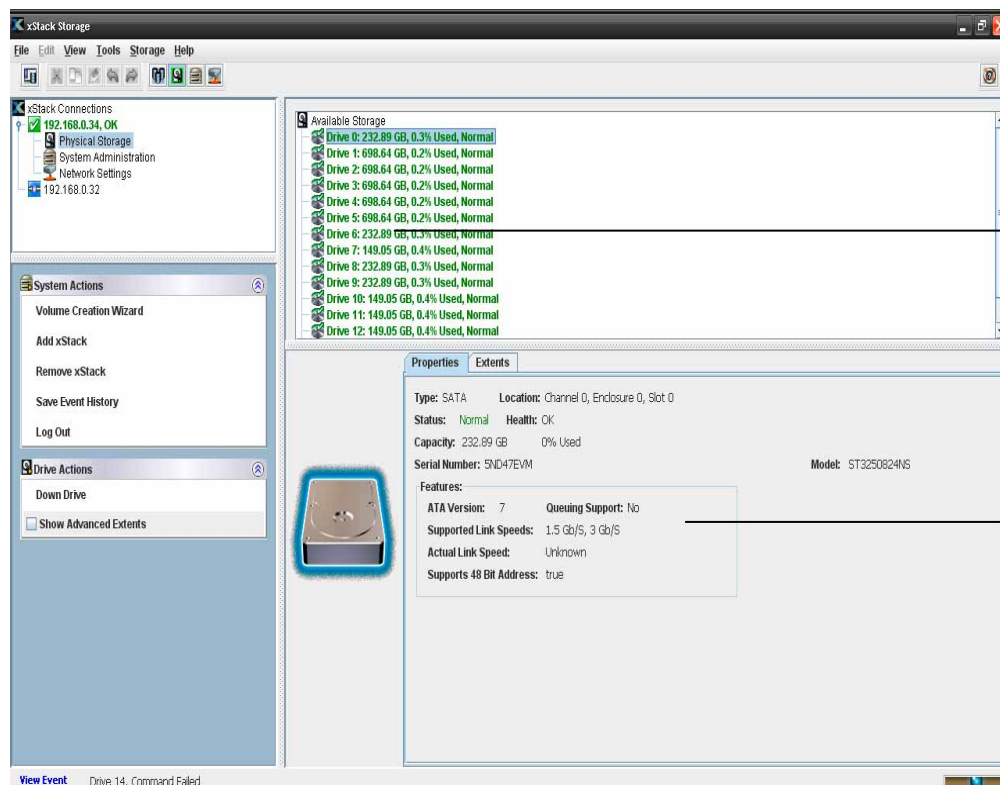 xStack Storage
File Edit View Tools Storage Help
xStack Connections
192.168.0.34, OK
Physical Storage
System Administration
Network Settings
192.168.0.32
Available Storage
Drive 0: 232.89 GB, 0.3% Used, Normal
Drive 1: 698.64 GB, 0.2% Used, Normal
Drive 2: 698.64 GB, 0.2% Used, Normal
Drive 3: 698.64 GB, 0.2% Used, Normal
Drive 4: 698.64 GB, 0.2% Used, Normal
Drive 5: 698.64 GB, 0.2% Used, Normal
Drive 6: 232.89 GB, 0.3% Used, Normal
Drive 7: 149.05 GB, 0.4% Used, Normal
Drive 8: 232.89 GB, 0.3% Used, Normal
Drive 9: 232.89 GB, 0.3% Used, Normal
Drive 10: 149.05 GB, 0.4% Used, Normal
Drive 11: 149.05 GB, 0.4% Used, Normal
Drive 12: 149.05 GB, 0.4% Used, Normal
System Actions
Volume Creation Wizard
Add xStack
Remove xStack
Save Event History
Log Out
Drive Actions
Down Drive
Show Advanced Extents
Properties Extents
Type: SATA Location: Channel 0, Enclosure 0, Slot 0
Status: Normal Health: OK
Capacity: 232.89 GB 0% Used
Serial Number: 5ND47EVM Model: ST3250824NS
Features:
ATA Version: 7 Queuing Support: No
Supported Link Speeds: 1.5 Gb/S, 3 Gb/S
Actual Link Speed: Unknown
Supports 48 Bit Address: true
View Event Drive 14, Command Failed